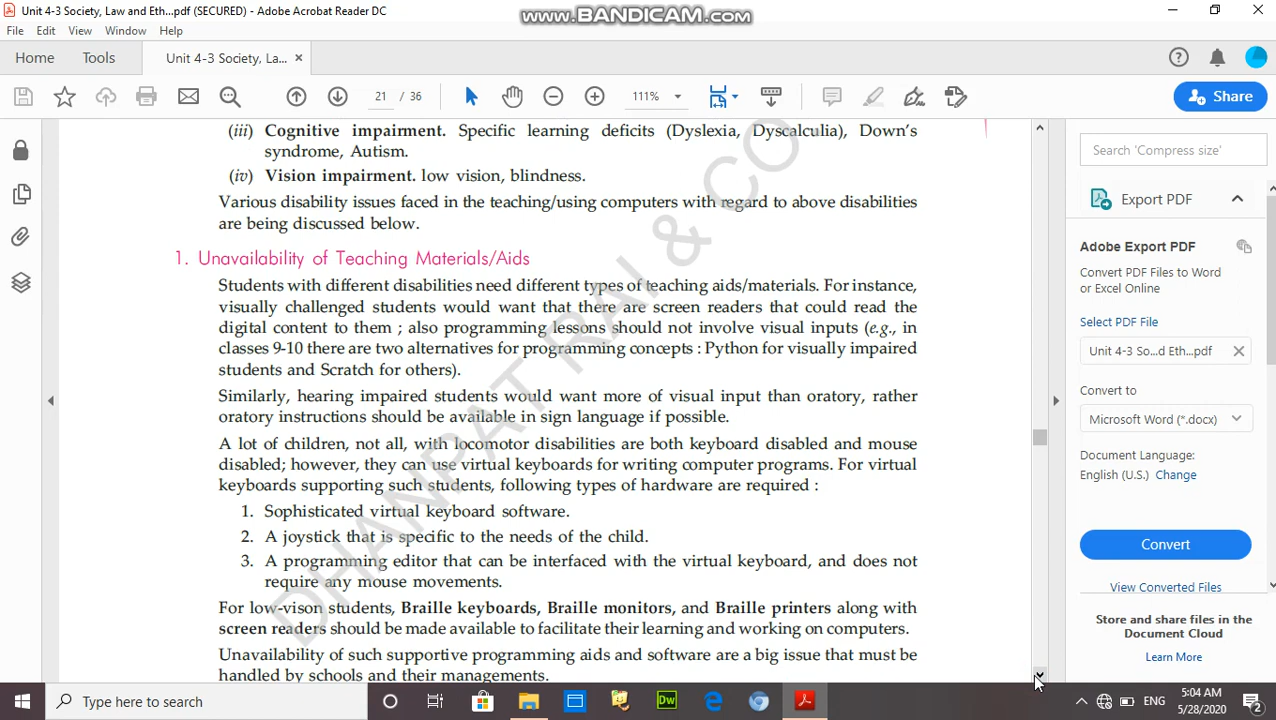 Unit 4-3 Society, Law and Eth...pdf (SECURED) - Adobe Acrobat Reader DC
www.BANDICAM.com
File Edit View Window Help
Home Tools Unit 4-3 Society, La... ×
21 / 36 111% Share
(iii) Cognitive impairment. Specific learning deficits (Dyslexia, Dyscalculia), Down's
syndrome, Autism.
(iv) Vision impairment. low vision, blindness.
Various disability issues faced in the teaching/using computers with regard to above disabilities
are being discussed below.
1. Unavailability of Teaching Materials/Aids
Students with different disabilities need different types of teaching aids/materials. For instance,
visually challenged students would want that there are screen readers that could read the
digital content to them ; also programming lessons should not involve visual inputs (e.g., in
classes 9-10 there are two alternatives for programming concepts : Python for visually impaired
students and Scratch for others).
Similarly, hearing impaired students would want more of visual input than oratory, rather
oratory instructions should be available in sign language if possible.
A lot of children, not all, with locomotor disabilities are both keyboard disabled and mouse
disabled; however, they can use virtual keyboards for writing computer programs. For virtual
keyboards supporting such students, following types of hardware are required :
1. Sophisticated virtual keyboard software.
2. A joystick that is specific to the needs of the child.
3. A programming editor that can be interfaced with the virtual keyboard, and does not
require any mouse movements.
For low-vison students, Braille keyboards, Braille monitors, and Braille printers along with
screen readers should be made available to facilitate their learning and working on computers.
Unavailability of such supportive programming aids and software are a big issue that must be
handled by schools and their managements.
DHANPAT RAI & CO
Search 'Compress size'
Export PDF
Adobe Export PDF
Convert PDF Files to Word
or Excel Online
Select PDF File
Unit 4-3 So...d Eth...pdf ×
Convert to
Microsoft Word (*.docx)
Document Language:
English (U.S.) Change
Convert
View Converted Files
Store and share files in the
Document Cloud
Learn More
Type here to search
Dw
ENG
5:04 AM
5/28/2020
2